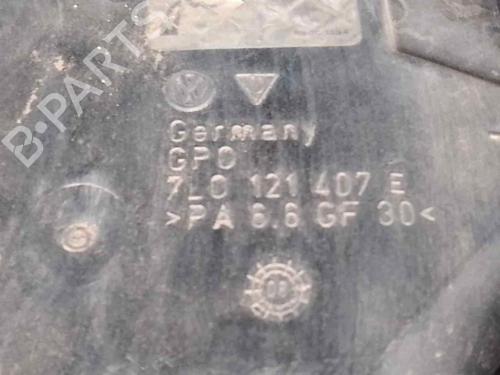 B-PARTS
Germany
GPO
7L0 121 407 E
>PA 6.6 GF 30<